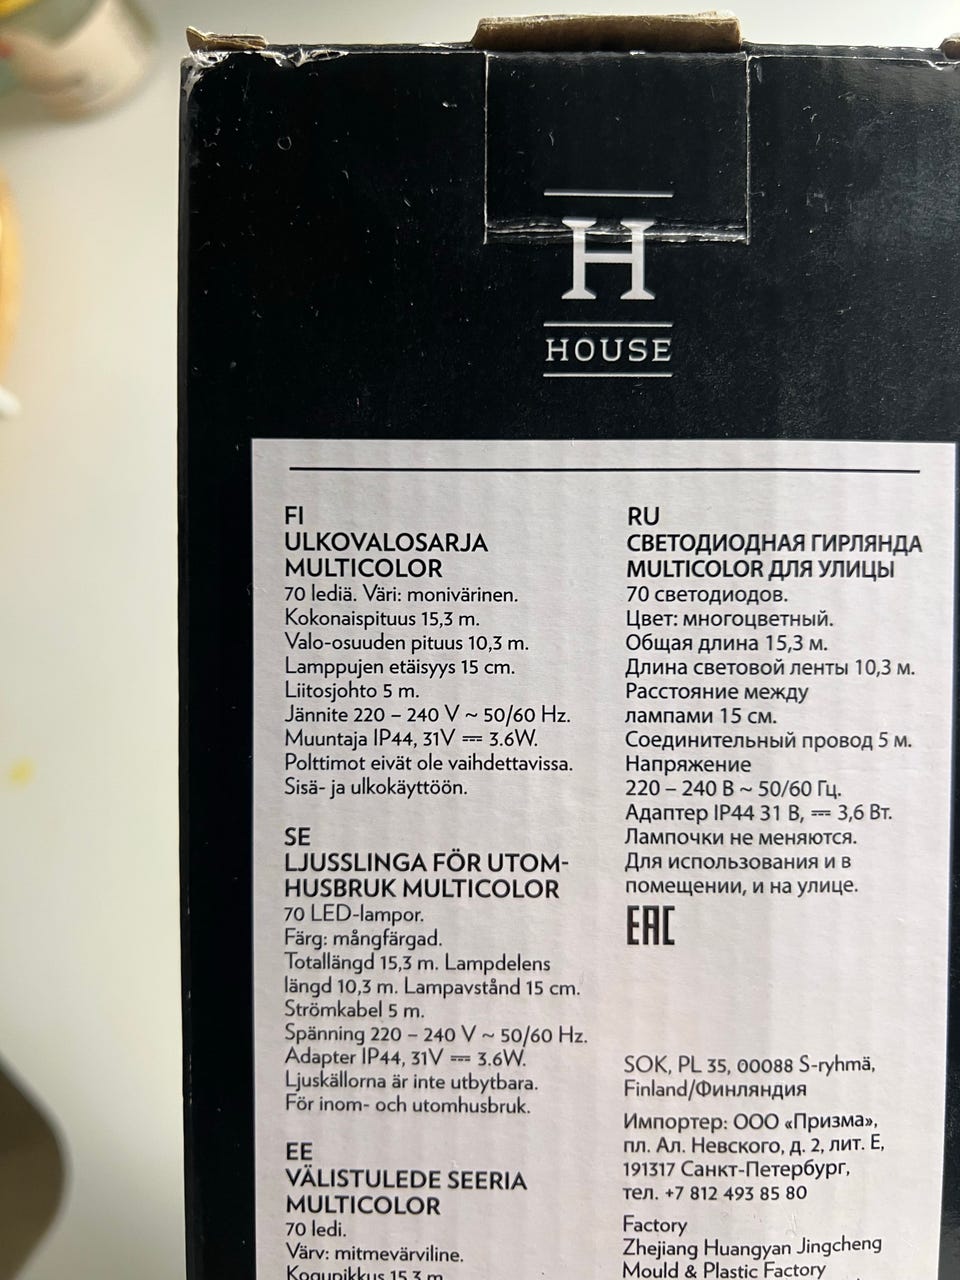 H
HOUSE
FI
ULKOVALOSARJA
MULTICOLOR
70 lediä. Väri: monivärinen.
Kokonaispituus 15,3 m.
Valo-osuuden pituus 10,3 m.
Lamppujen etäisyys 15 cm.
Liitosjohto 5 m.
Jännite 220 – 240 V ~ 50/60 Hz.
Muuntaja IP44, 31V ⎓ 3.6W.
Polttimot eivät ole vaihdettavissa.
Sisä- ja ulkokäyttöön.
SE
LJUSSLINGA FÖR UTOM-
HUSBRUK MULTICOLOR
70 LED-lampor.
Färg: mångfärgad.
Totallängd 15,3 m. Lampdelens
längd 10,3 m. Lampavstånd 15 cm.
Strömkabel 5 m.
Spänning 220 – 240 V ~ 50/60 Hz.
Adapter IP44, 31V ⎓ 3.6W.
Ljuskällorna är inte utbytbara.
För inom- och utomhusbruk.
EE
VÄLISTULEDE SEERIA
MULTICOLOR
70 ledi.
Värv: mitmevärviline.
Kogupikkus 15,3 m
RU
СВЕТОДИОДНАЯ ГИРЛЯНДА
MULTICOLOR ДЛЯ УЛИЦЫ
70 светодиодов.
Цвет: многоцветный.
Общая длина 15,3 м.
Длина световой ленты 10,3 м.
Расстояние между
лампами 15 см.
Соединительный провод 5 м.
Напряжение
220 – 240 В ~ 50/60 Гц.
Адаптер IP44 31 В, ⎓ 3,6 Вт.
Лампочки не меняются.
Для использования и в
помещении, и на улице.
EAC
SOK, PL 35, 00088 S-ryhmä,
Finland/Финляндия
Импортер: ООО «Призма»,
пл. Ал. Невского, д. 2, лит. Е,
191317 Санкт-Петербург,
тел. +7 812 493 85 80
Factory
Zhejiang Huangyan Jingcheng
Mould & Plastic Factory